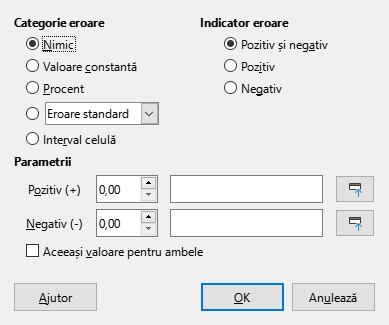 Categorie eroare
Nimic
Valoare constantă
Procent
Eroare standard
Interval celulă
Indicator eroare
Pozitiv și negativ
Pozitiv
Negativ
Parametrii
Pozitiv (+) 0,00
Negativ (-) 0,00
Aceeași valoare pentru ambele
Ajutor OK Anulează